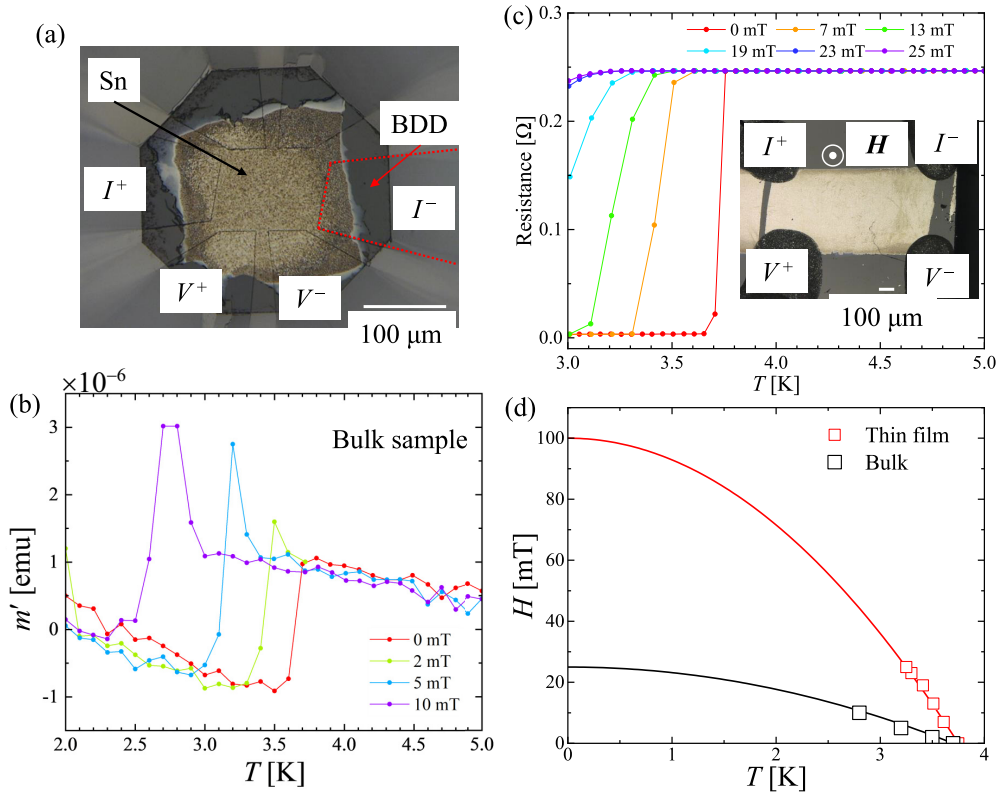 (a)
Sn
BDD
I⁺
I⁻
V⁺
V⁻
100 μm
(b)
×10⁻⁶
Bulk sample
3
2
1
0
-1
m′ [emu]
0 mT
2 mT
5 mT
10 mT
2.0 2.5 3.0 3.5 4.0 4.5 5.0
T [K]
(c)
0.3
0.2
0.1
0.0
Resistance [Ω]
0 mT 7 mT 13 mT
19 mT 23 mT 25 mT
I⁺ H I⁻
V⁺ V⁻
100 μm
3.0 3.5 4.0 4.5 5.0
T [K]
(d)
100
80
60
40
20
0
H [mT]
Thin film
Bulk
0 1 2 3 4
T [K]